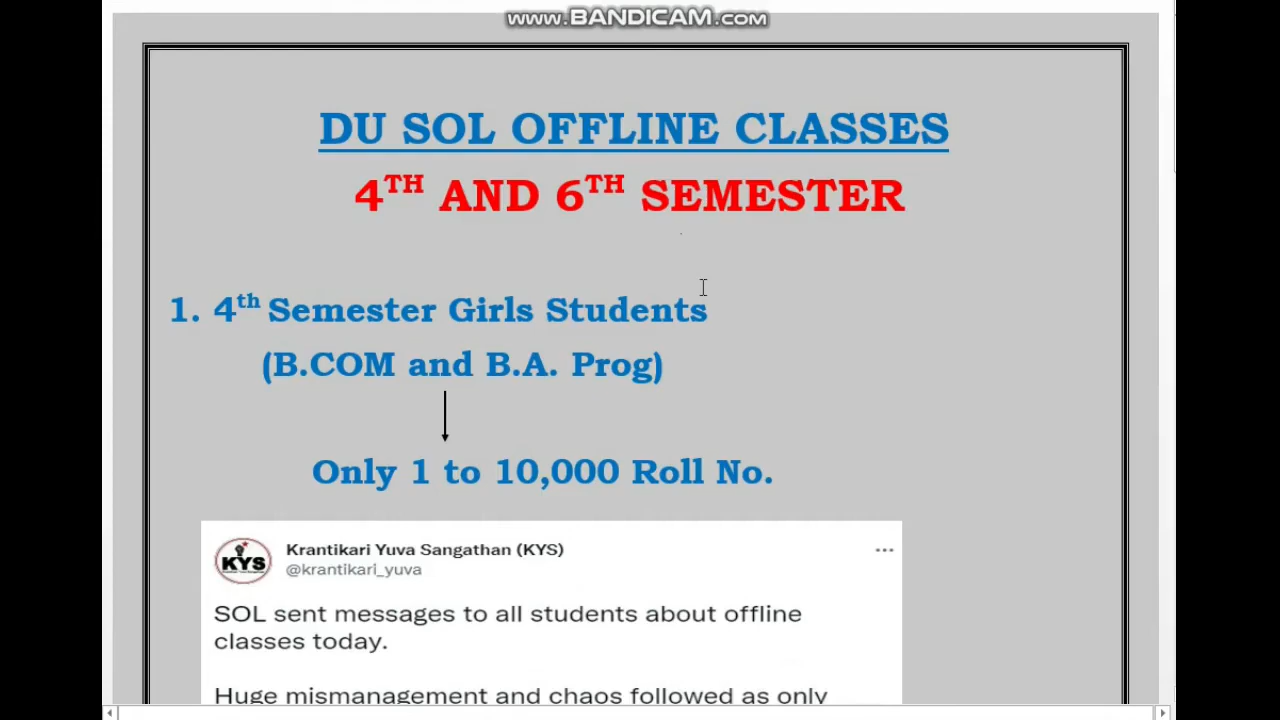 www.BANDICAM.com
DU SOL OFFLINE CLASSES
4TH AND 6TH SEMESTER
1. 4th Semester Girls Students
(B.COM and B.A. Prog)
Only 1 to 10,000 Roll No.
KYS
Krantikari Yuva Sangathan (KYS)
@krantikari_yuva
SOL sent messages to all students about offline
classes today.
Huge mismanagement and chaos followed as only